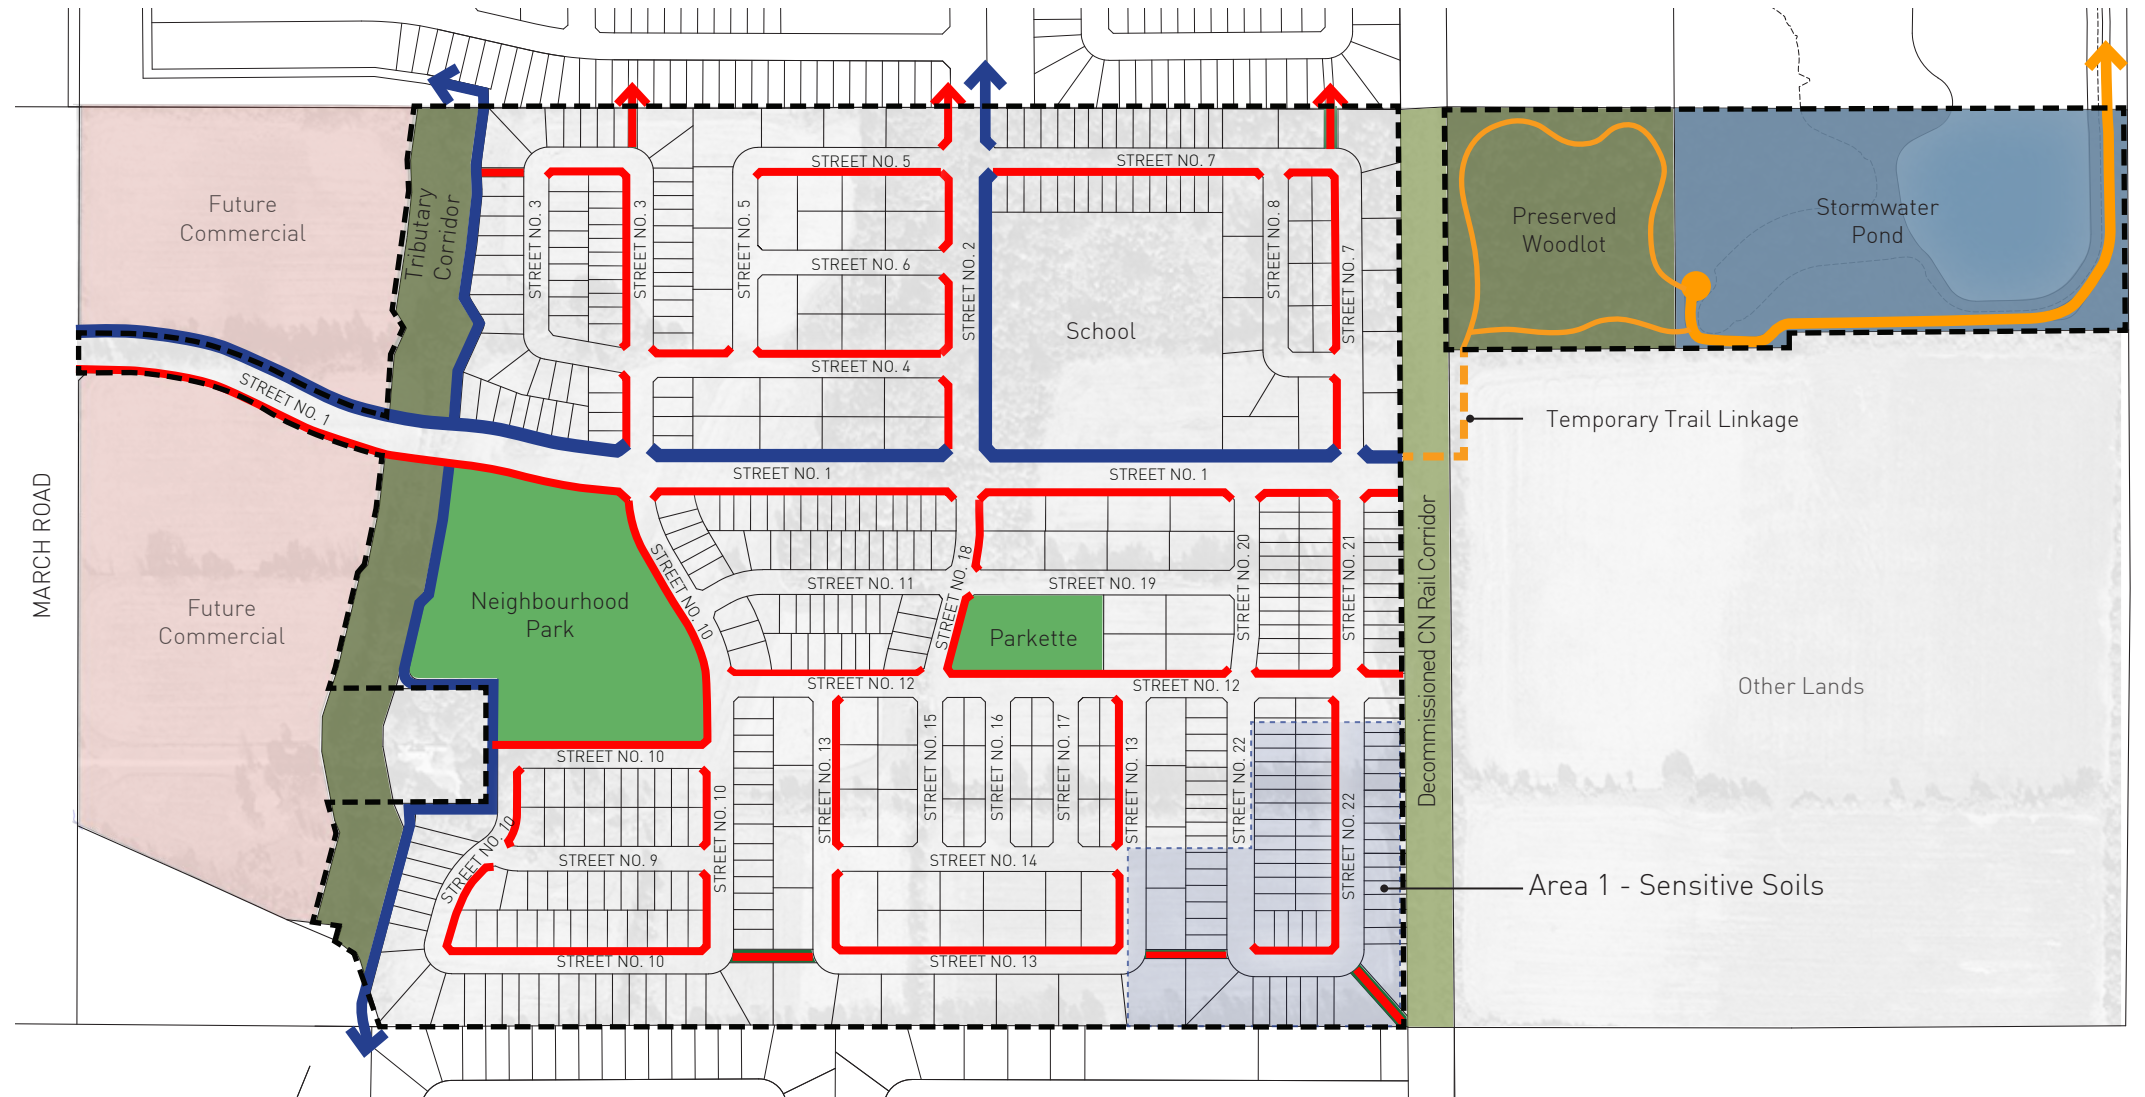 STREET NO. 5
STREET NO. 7
Future
Commercial
Tributary
Corridor
STREET NO. 3
STREET NO. 3
STREET NO. 5
STREET NO. 6
STREET NO. 2
STREET NO. 8
STREET NO. 7
Preserved
Woodlot
Stormwater
Pond
School
STREET NO. 4
STREET NO. 1
Temporary Trail Linkage
STREET NO. 1
STREET NO. 1
MARCH ROAD
Future
Commercial
Neighbourhood
Park
STREET NO. 10
STREET NO. 11
STREET NO. 18
STREET NO. 19
Parkette
STREET NO. 20
STREET NO. 21
Decommissioned CN Rail Corridor
STREET NO. 12
STREET NO. 12
Other Lands
STREET NO. 10
STREET NO. 13
STREET NO. 15
STREET NO. 16
STREET NO. 17
STREET NO. 13
STREET NO. 22
STREET NO. 22
STREET NO. 10
STREET NO. 10
STREET NO. 9
STREET NO. 14
Area 1 - Sensitive Soils
STREET NO. 10
STREET NO. 13